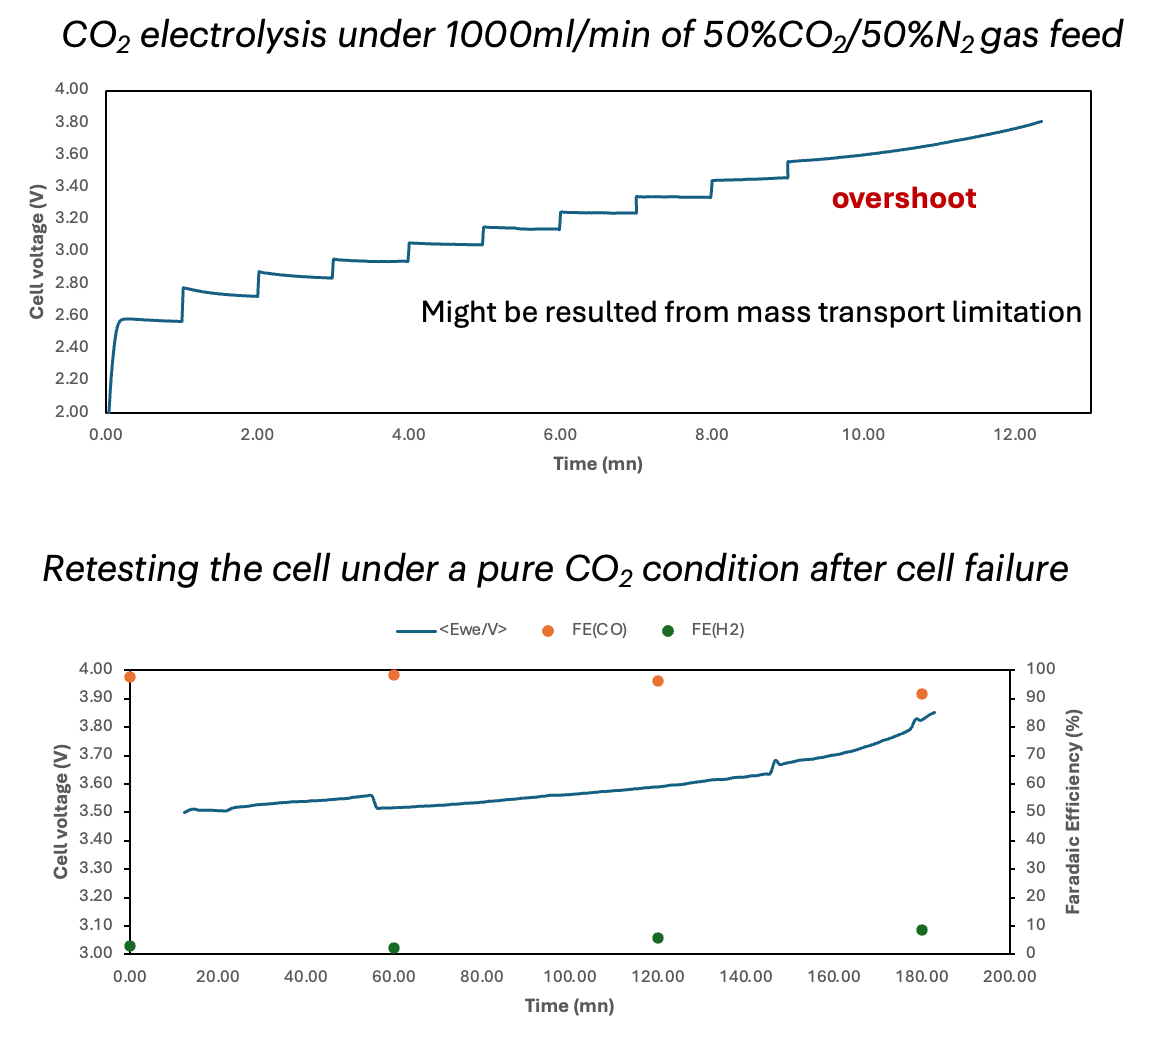 CO₂ electrolysis under 1000ml/min of 50%CO₂/50%N₂ gas feed
4.00
3.80
3.60
3.40
3.20
3.00
2.80
2.60
2.40
2.20
2.00
Cell voltage (V)
overshoot
Might be resulted from mass transport limitation
0.00 2.00 4.00 6.00 8.00 10.00 12.00
Time (mn)
Retesting the cell under a pure CO₂ condition after cell failure
<Ewe/V> FE(CO) FE(H2)
4.00
3.90
3.80
3.70
3.60
3.50
3.40
3.30
3.20
3.10
3.00
Cell voltage (V)
100
90
80
70
60
50
40
30
20
10
0
Faradaic Efficiency (%)
0.00 20.00 40.00 60.00 80.00 100.00 120.00 140.00 160.00 180.00 200.00
Time (mn)